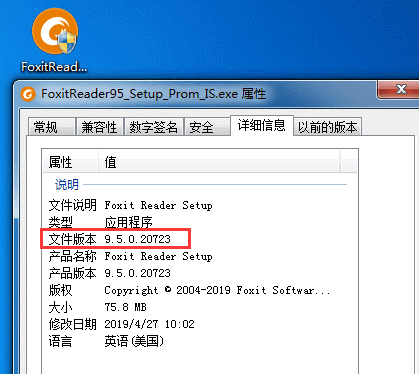 FoxitRead...
FoxitReader95_Setup_Prom_IS.exe 属性
常规 兼容性 数字签名 安全 详细信息 以前的版本
属性 值
说明
文件说明 Foxit Reader Setup
类型 应用程序
文件版本 9.5.0.20723
产品名称 Foxit Reader Setup
产品版本 9.5.0.20723
版权 Copyright © 2004-2019 Foxit Softwar...
大小 75.8 MB
修改日期 2019/4/27 10:02
语言 英语(美国)